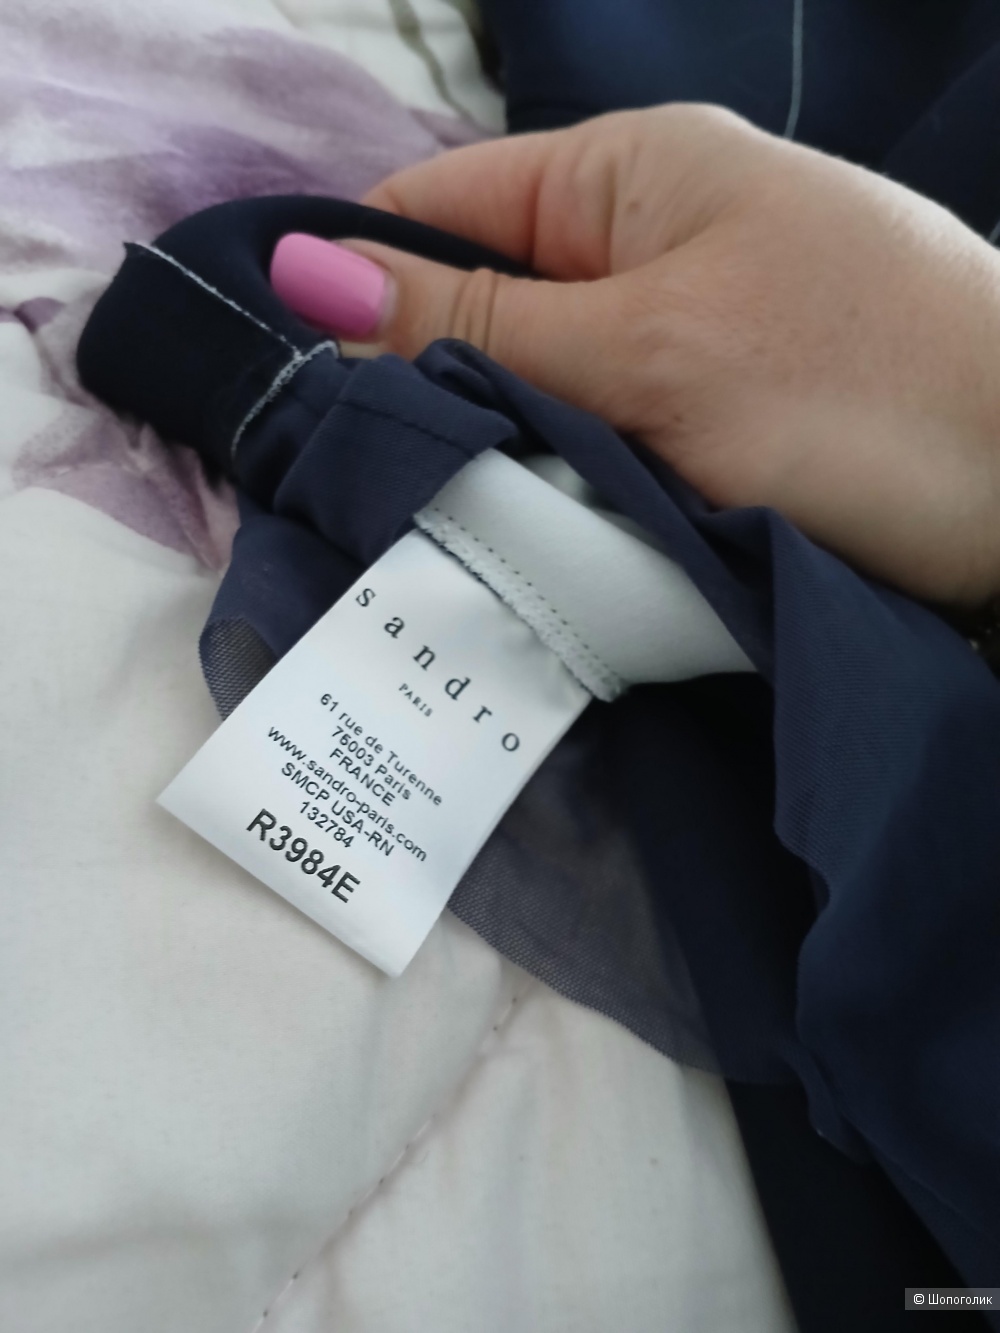 sandro
PARIS
61 rue de Turenne
75003 Paris
FRANCE
www.sandro-paris.com
SMCP USA-RN
132784
R3984E
© Шопоголик